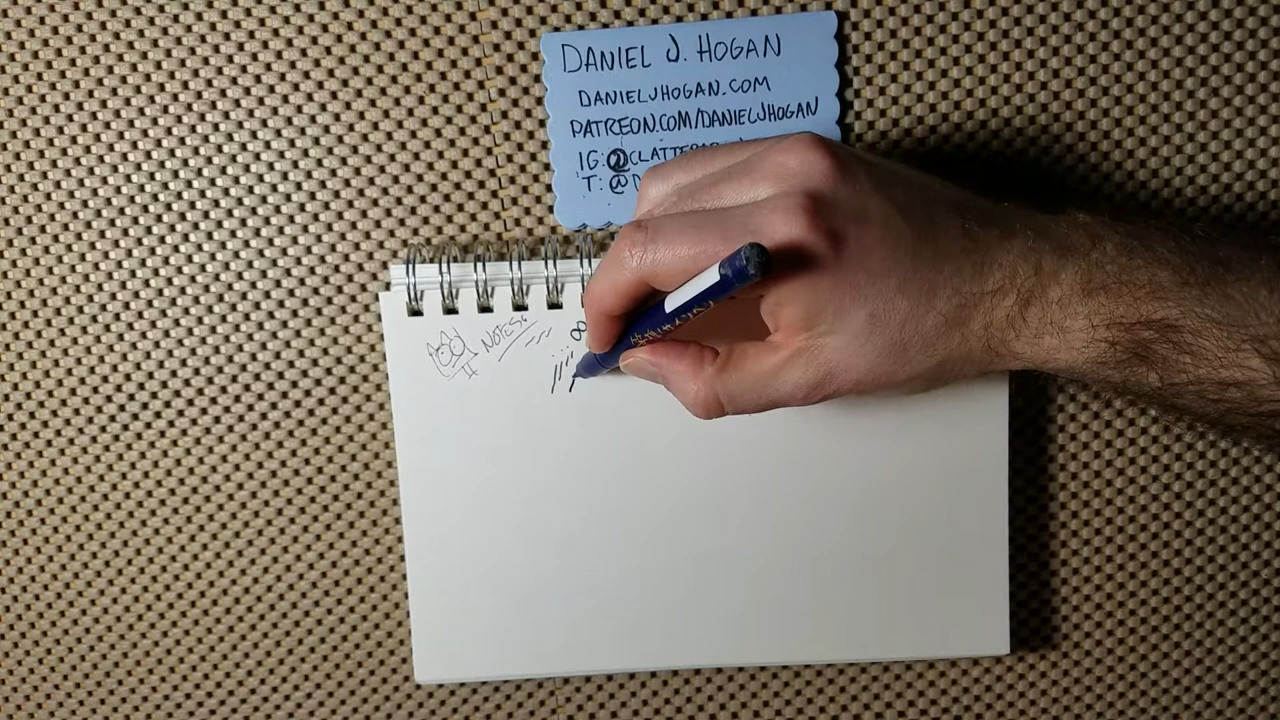 DANIEL J. HOGAN
DANIELJHOGAN.COM
PATREON.COM/DANIELJHOGAN
IG:@
T: @D
NOTES: